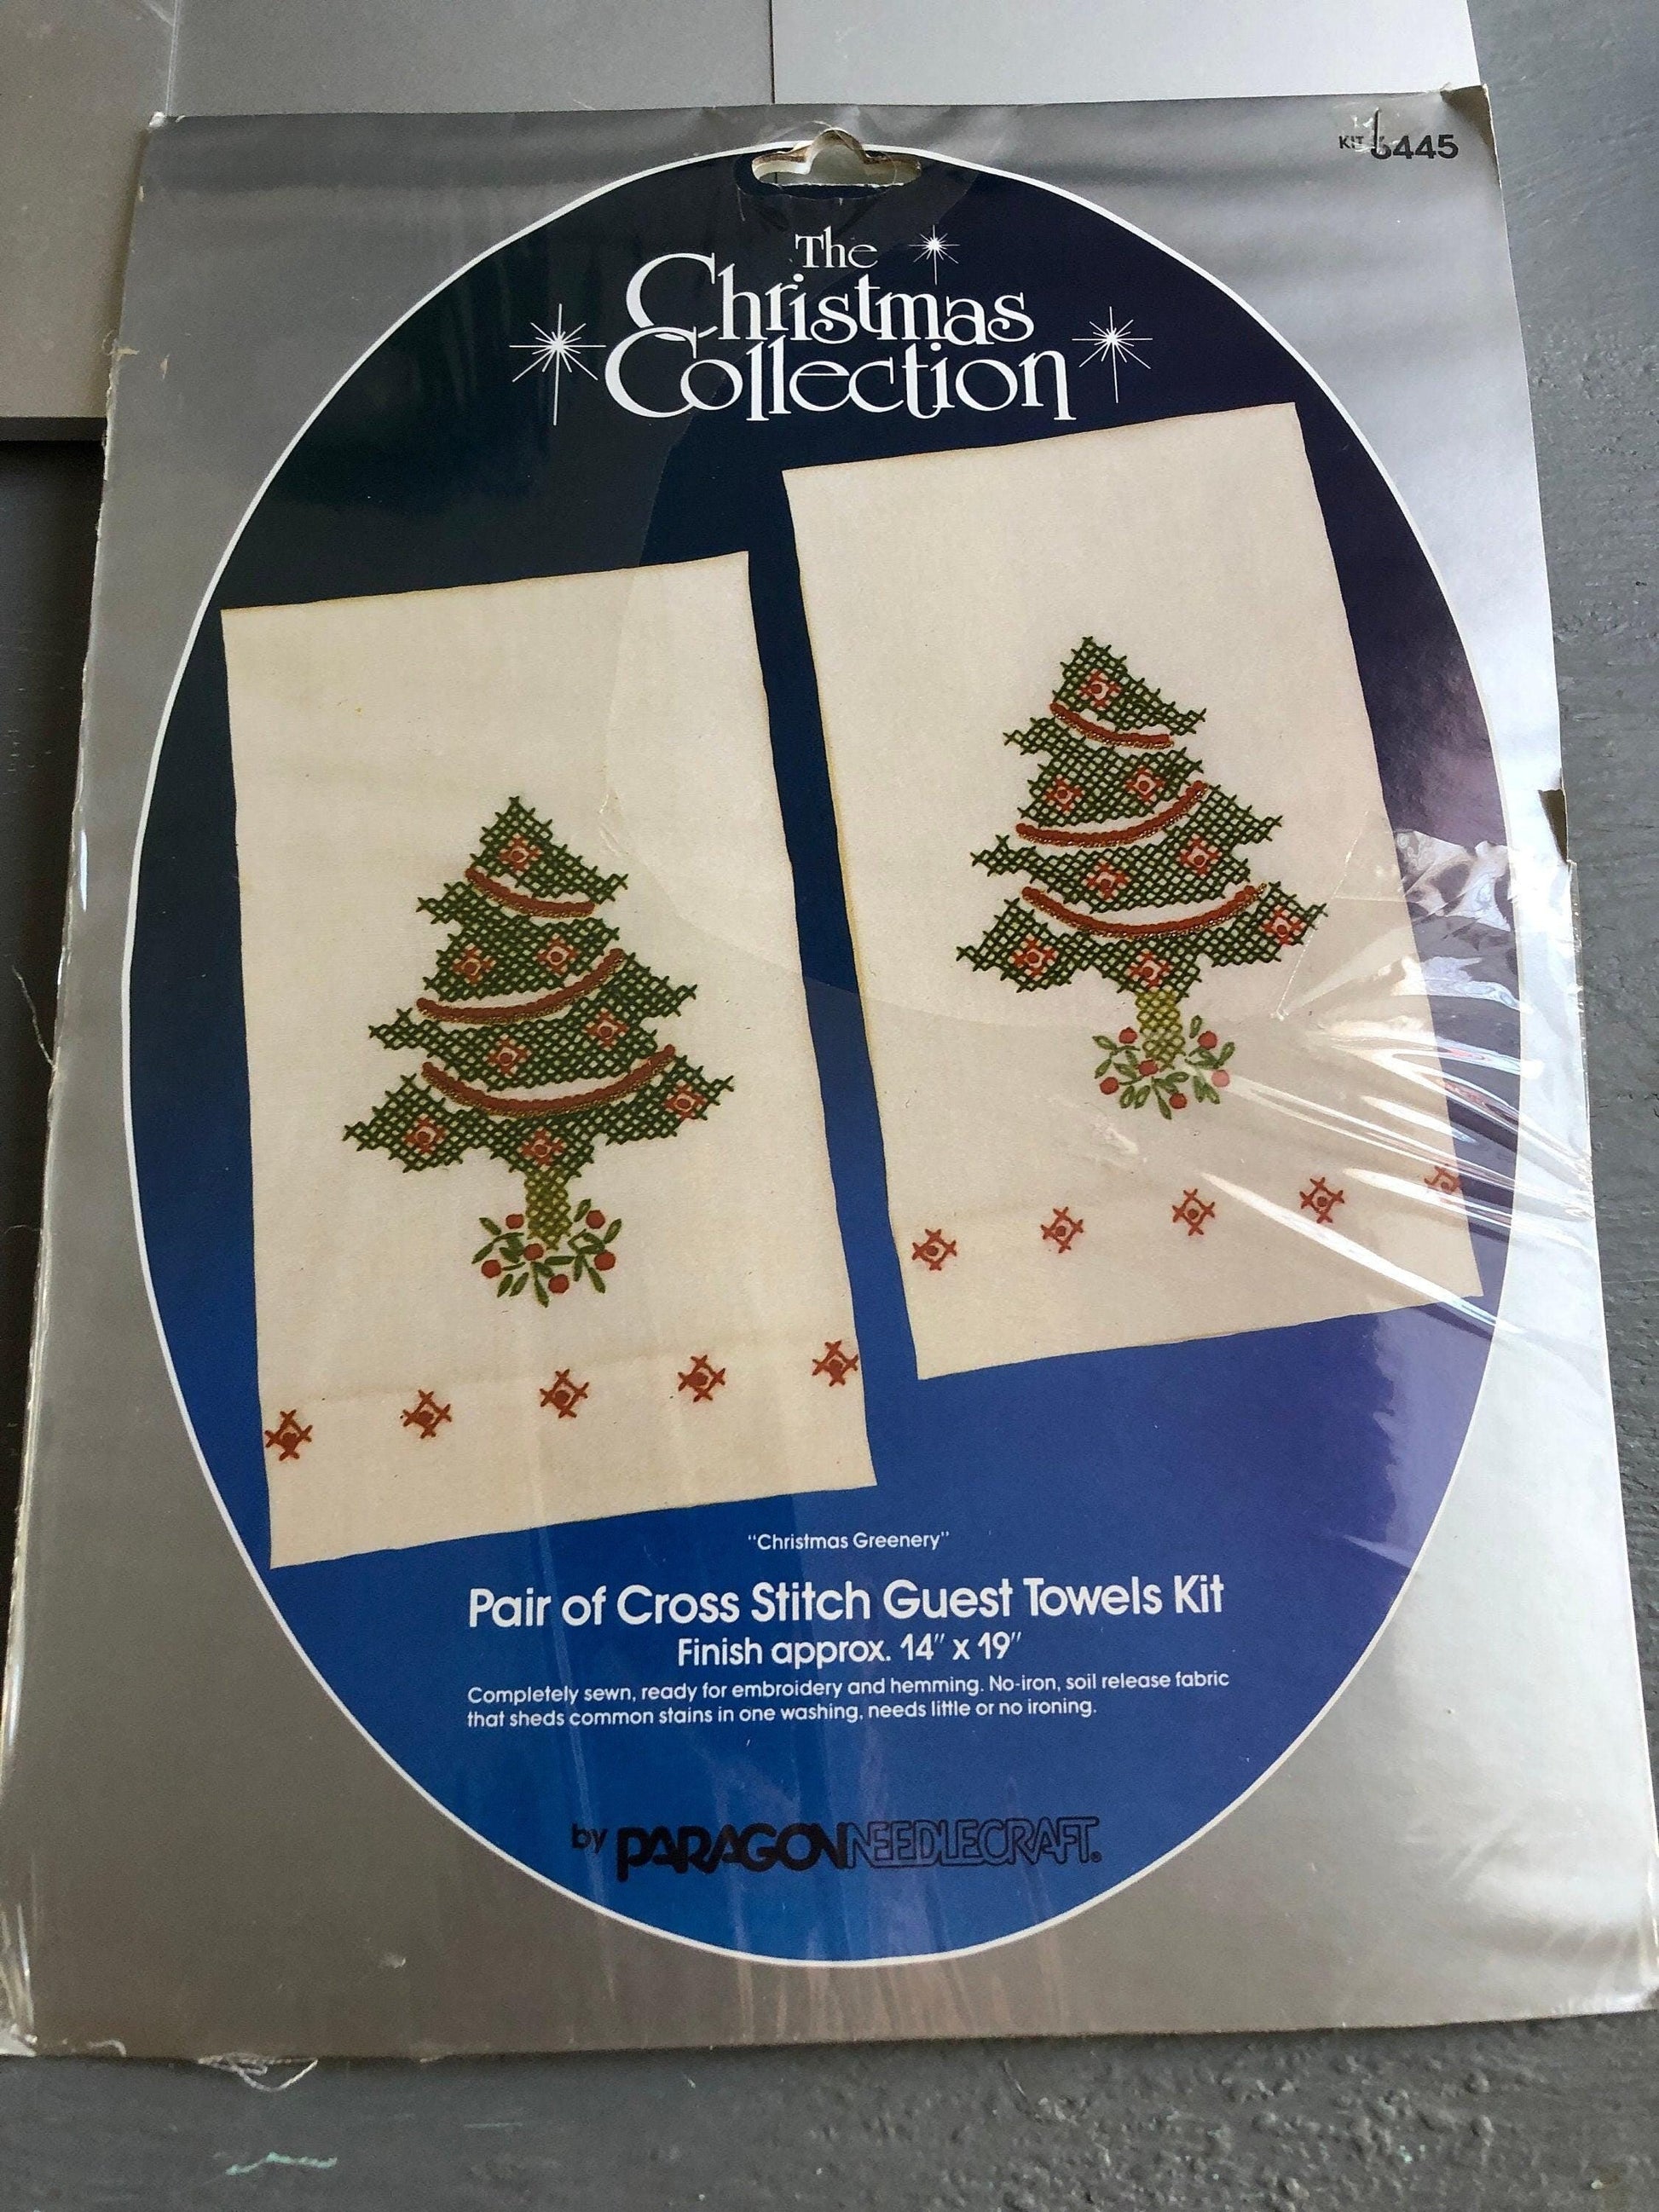 KIT 6445
The
Christmas
Collection
"Christmas Greenery"
Pair of Cross Stitch Guest Towels Kit
Finish approx. 14" x 19"
Completely sewn, ready for embroidery and hemming. No-iron, soil release fabric
that sheds common stains in one washing, needs little or no ironing.
by PARAGON NEEDLECRAFT®